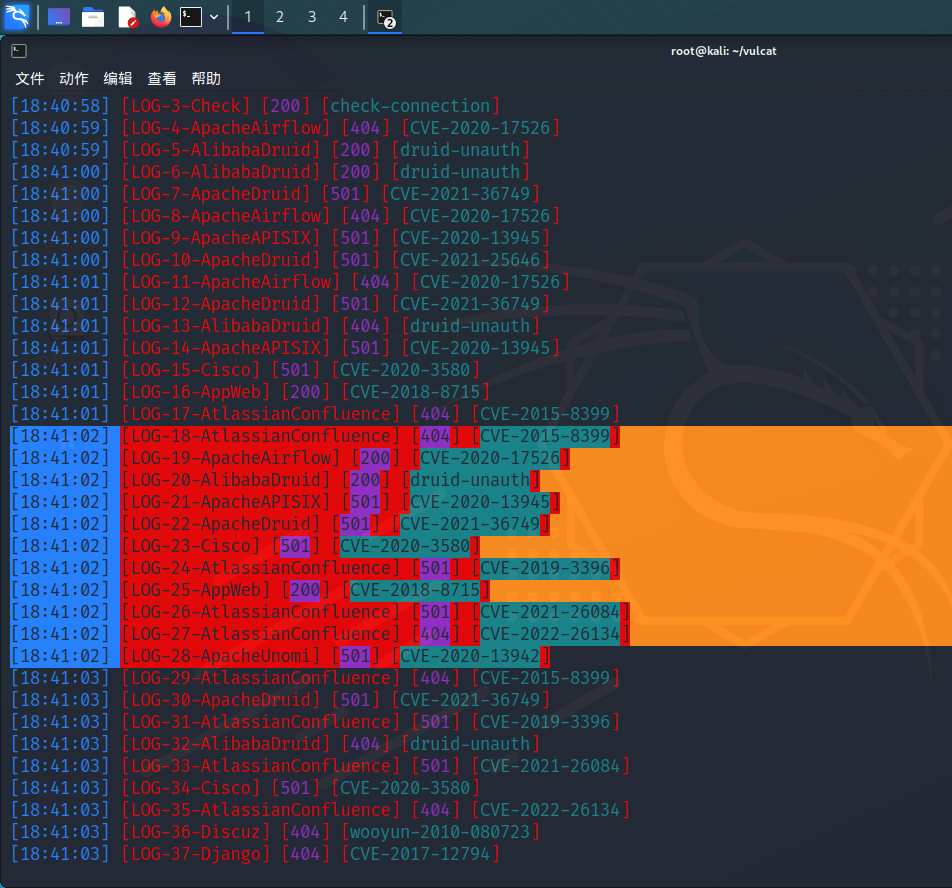 1 2 3 4 2
root@kali: ~/vulcat
文件 动作 编辑 查看 帮助
[18:40:58] [LOG-3-Check] [200] [check-connection]
[18:40:59] [LOG-4-ApacheAirflow] [404] [CVE-2020-17526]
[18:40:59] [LOG-5-AlibabaDruid] [200] [druid-unauth]
[18:41:00] [LOG-6-AlibabaDruid] [200] [druid-unauth]
[18:41:00] [LOG-7-ApacheDruid] [501] [CVE-2021-36749]
[18:41:00] [LOG-8-ApacheAirflow] [404] [CVE-2020-17526]
[18:41:00] [LOG-9-ApacheAPISIX] [501] [CVE-2020-13945]
[18:41:00] [LOG-10-ApacheDruid] [501] [CVE-2021-25646]
[18:41:01] [LOG-11-ApacheAirflow] [404] [CVE-2020-17526]
[18:41:01] [LOG-12-ApacheDruid] [501] [CVE-2021-36749]
[18:41:01] [LOG-13-AlibabaDruid] [404] [druid-unauth]
[18:41:01] [LOG-14-ApacheAPISIX] [501] [CVE-2020-13945]
[18:41:01] [LOG-15-Cisco] [501] [CVE-2020-3580]
[18:41:01] [LOG-16-AppWeb] [200] [CVE-2018-8715]
[18:41:01] [LOG-17-AtlassianConfluence] [404] [CVE-2015-8399]
[18:41:02] [LOG-18-AtlassianConfluence] [404] [CVE-2015-8399]
[18:41:02] [LOG-19-ApacheAirflow] [200] [CVE-2020-17526]
[18:41:02] [LOG-20-AlibabaDruid] [200] [druid-unauth]
[18:41:02] [LOG-21-ApacheAPISIX] [501] [CVE-2020-13945]
[18:41:02] [LOG-22-ApacheDruid] [501] [CVE-2021-36749]
[18:41:02] [LOG-23-Cisco] [501] [CVE-2020-3580]
[18:41:02] [LOG-24-AtlassianConfluence] [501] [CVE-2019-3396]
[18:41:02] [LOG-25-AppWeb] [200] [CVE-2018-8715]
[18:41:02] [LOG-26-AtlassianConfluence] [501] [CVE-2021-26084]
[18:41:02] [LOG-27-AtlassianConfluence] [404] [CVE-2022-26134]
[18:41:02] [LOG-28-ApacheUnomi] [501] [CVE-2020-13942]
[18:41:03] [LOG-29-AtlassianConfluence] [404] [CVE-2015-8399]
[18:41:03] [LOG-30-ApacheDruid] [501] [CVE-2021-36749]
[18:41:03] [LOG-31-AtlassianConfluence] [501] [CVE-2019-3396]
[18:41:03] [LOG-32-AlibabaDruid] [404] [druid-unauth]
[18:41:03] [LOG-33-AtlassianConfluence] [501] [CVE-2021-26084]
[18:41:03] [LOG-34-Cisco] [501] [CVE-2020-3580]
[18:41:03] [LOG-35-AtlassianConfluence] [404] [CVE-2022-26134]
[18:41:03] [LOG-36-Discuz] [404] [wooyun-2010-080723]
[18:41:03] [LOG-37-Django] [404] [CVE-2017-12794]